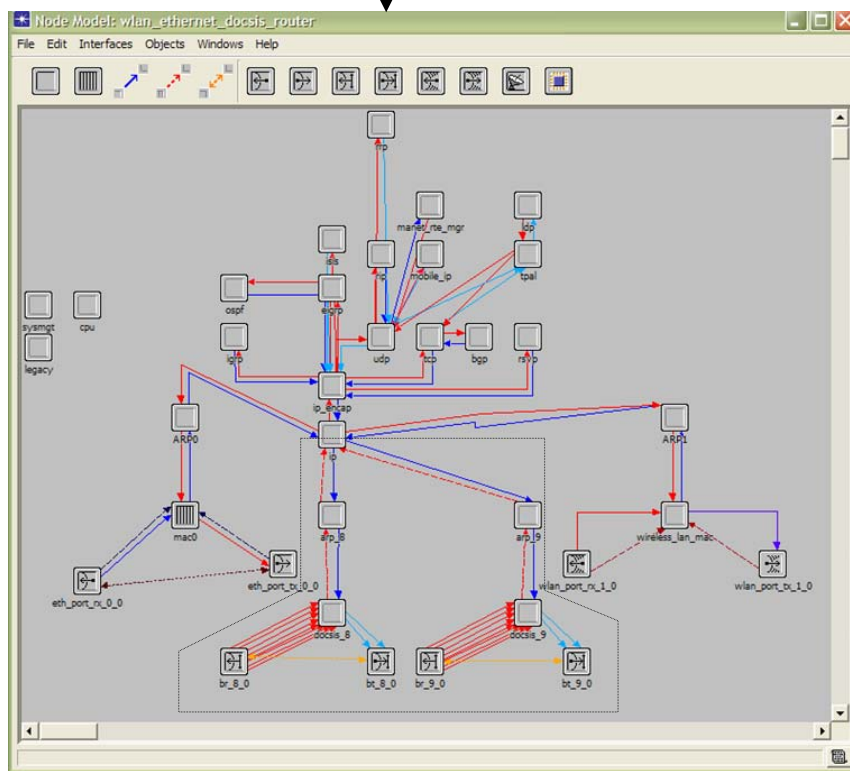 Node Model: wlan_ethernet_docsis_router
File Edit Interfaces Objects Windows Help
manet_rte_mgr
isis
rip
mobile_ip
tpal
ospf
eigrp
sysmgt
cpu
igrp
udp
tcp
bgp
rsvp
legacy
ip_encap
ARP0
ip
ARP1
arp_8
arp_9
mac0
wireless_lan_mac
eth_port_rx_0_0
eth_port_tx_0_0
wlan_port_rx_1_0
wlan_port_tx_1_0
docsis_8
docsis_9
br_8_0
bt_8_0
br_9_0
bt_9_0